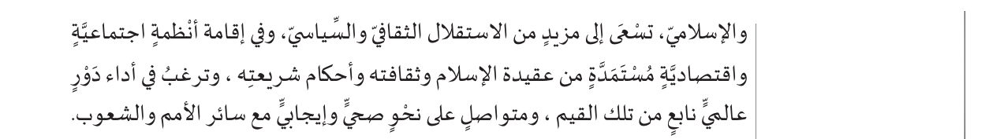 والإسلاميّ، تسْعَى إلى مزيدٍ من الاستقلال الثقافيّ والسِّياسيّ، وفي إقامة أنْظمةٍ اجتماعيَّةٍ
واقتصاديَّةٍ مُسْتَمَدَّةٍ من عقيدة الإسلام وثقافته وأحكام شريعتِه ، وترغبُ في أداء دَوْرٍ
عالميٍّ نابعٍ من تلك القيم ، ومتواصلٍ على نحْوٍ صحيٍّ وإيجابيٍّ مع سائر الأمم والشعوب.